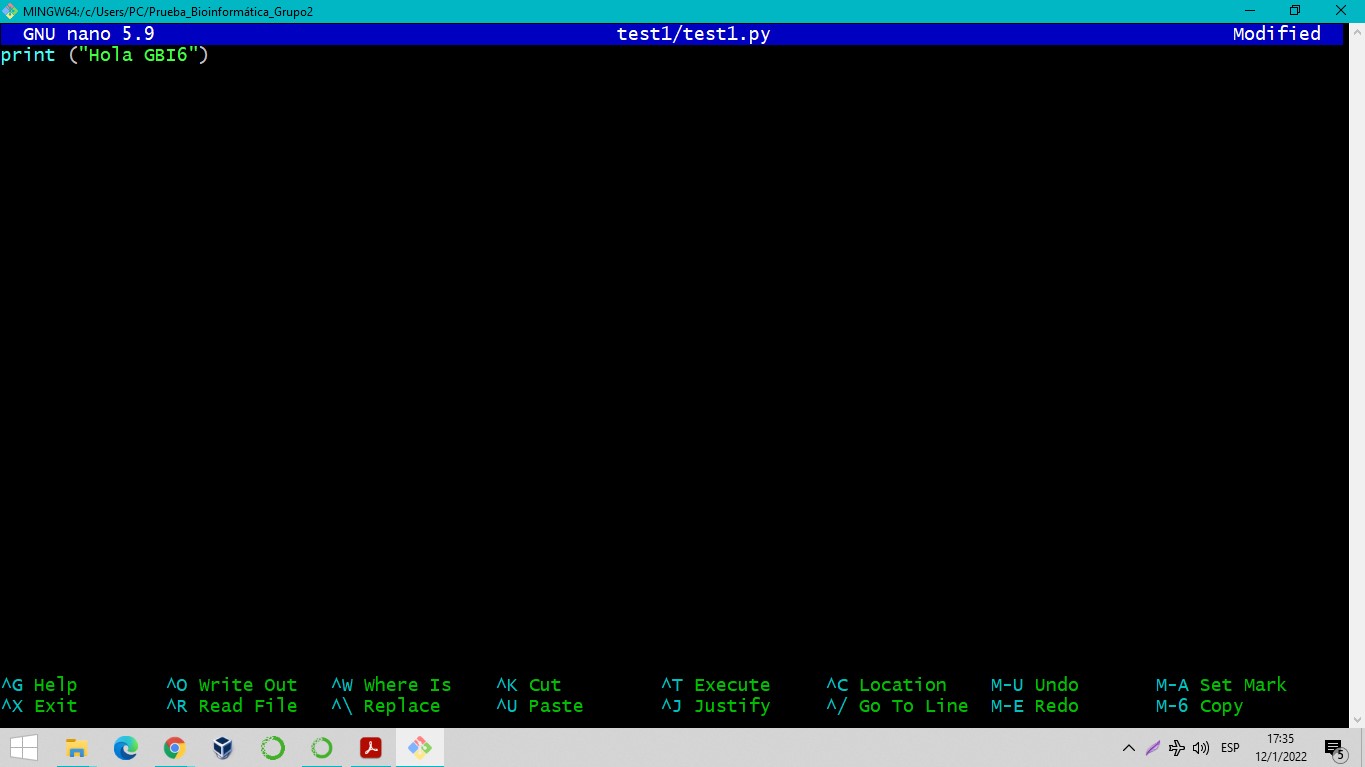 MINGW64:/c/Users/PC/Prueba_Bioinformática_Grupo2
GNU nano 5.9 test1/test1.py Modified
print ("Hola GBI6")
^G Help ^O Write Out ^W Where Is ^K Cut ^T Execute ^C Location M-U Undo M-A Set Mark
^X Exit ^R Read File ^\ Replace ^U Paste ^J Justify ^/ Go To Line M-E Redo M-6 Copy
ESP 17:35
12/1/2022 5